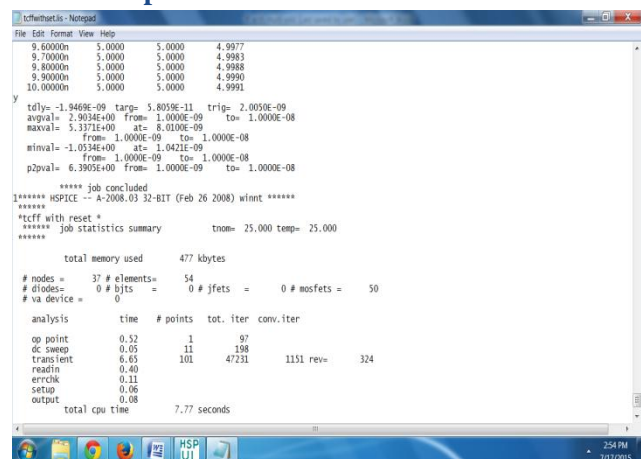 tcffwithset.lis - Notepad
File Edit Format View Help
9.60000n 5.0000 5.0000 4.9977
9.70000n 5.0000 5.0000 4.9983
9.80000n 5.0000 5.0000 4.9988
9.90000n 5.0000 5.0000 4.9990
10.00000n 5.0000 5.0000 4.9991
y
tdly= -1.9469E-09 targ= 5.8059E-11 trig= 2.0050E-09
avgval= 2.9034E+00 from= 1.0000E-09 to= 1.0000E-08
maxval= 5.3371E+00 at= 8.0100E-09
from= 1.0000E-09 to= 1.0000E-08
minval= -1.0534E+00 at= 1.0421E-09
from= 1.0000E-09 to= 1.0000E-08
p2pval= 6.3905E+00 from= 1.0000E-09 to= 1.0000E-08
***** job concluded
1****** HSPICE -- A-2008.03 32-BIT (Feb 26 2008) winnt ******
******
*tcff with reset *
****** job statistics summary tnom= 25.000 temp= 25.000
******
total memory used 477 kbytes
# nodes = 37 # elements= 54
# diodes= 0 # bjts = 0 # jfets = 0 # mosfets = 50
# va device = 0
analysis time # points tot. iter conv.iter
op point 0.52 1 97
dc sweep 0.05 11 198
transient 6.65 101 47231 1151 rev= 324
readin 0.40
errchk 0.11
setup 0.06
output 0.08
total cpu time 7.77 seconds
HSP
UI
2:54 PM
7/17/2015